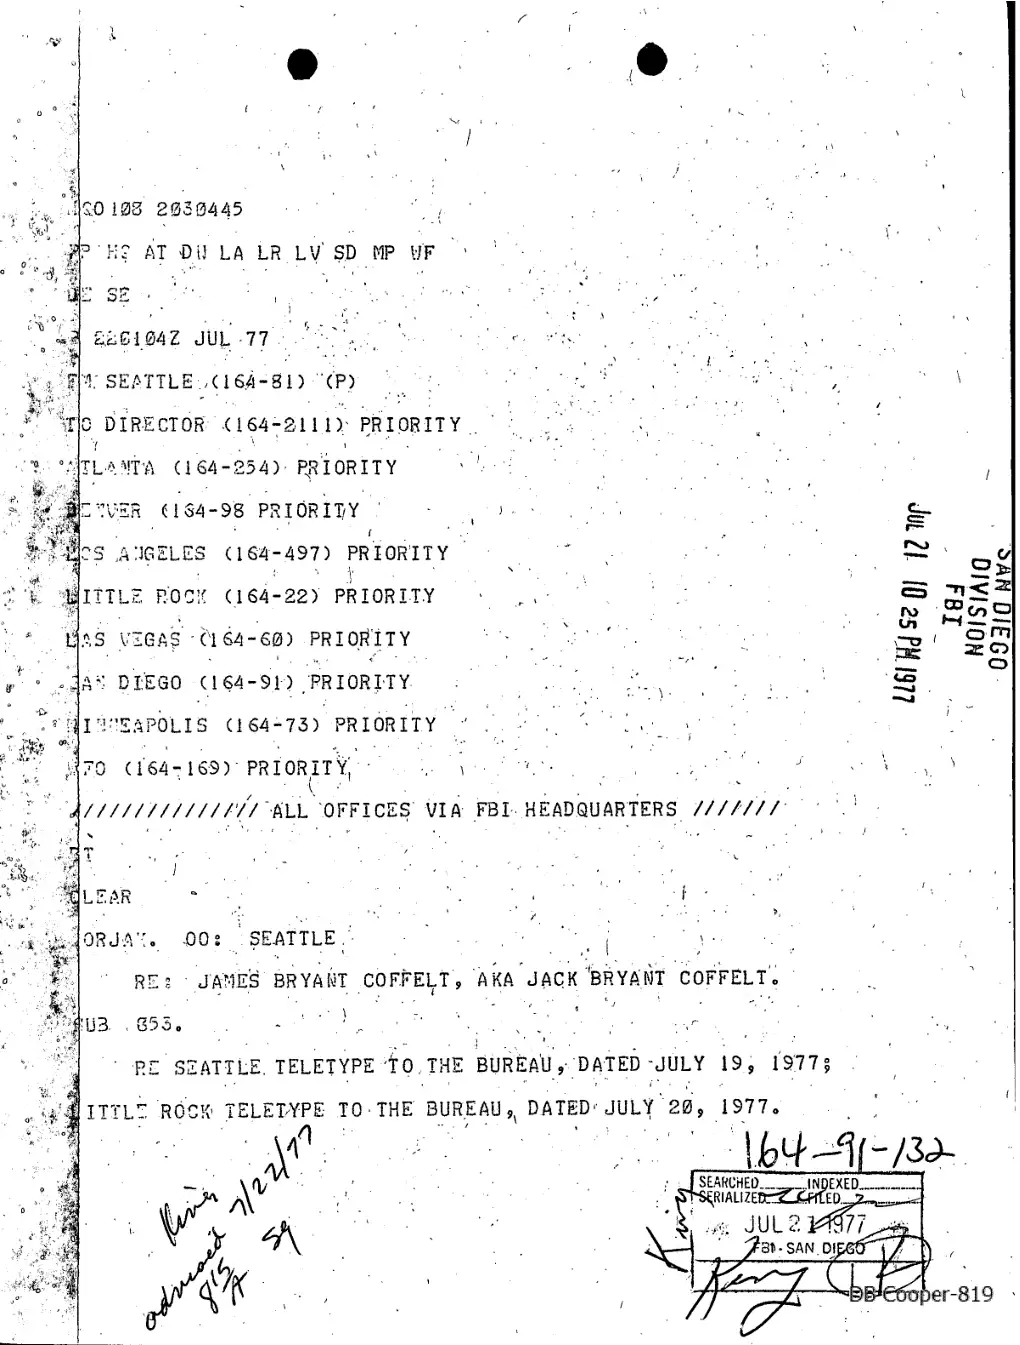 108 2030445
HQ AT DU LA LR LV SD MP WF
DE SE
220104Z JUL 77
FM SEATTLE (164-81) (P)
TO DIRECTOR (164-2111) PRIORITY
ATLANTA (164-254) PRIORITY
DENVER (164-98 PRIORITY
LOS ANGELES (164-497) PRIORITY
LITTLE ROCK (164-22) PRIORITY
LAS VEGAS (164-60) PRIORITY
SAN DIEGO (164-91) PRIORITY
MINNEAPOLIS (164-73) PRIORITY
WFO (164-169) PRIORITY
/////////////// ALL OFFICES VIA FBI HEADQUARTERS ///////
BT
CLEAR
NORJAK. OO: SEATTLE
RE: JAMES BRYANT COFFELT, AKA JACK BRYANT COFFELT.
SUB 853.
RE SEATTLE TELETYPE TO THE BUREAU, DATED JULY 19, 1977;
LITTLE ROCK TELETYPE TO THE BUREAU, DATED JULY 20, 1977.
JUL 21 10 25 PM 1977
SAN DIEGO
DIVISION
FBI
advised
7/22/77
815
A
164-91-132
SEARCHED INDEXED
SERIALIZED FILED
JUL 21 1977
FBI - SAN DIEGO
King
DB Cooper-819